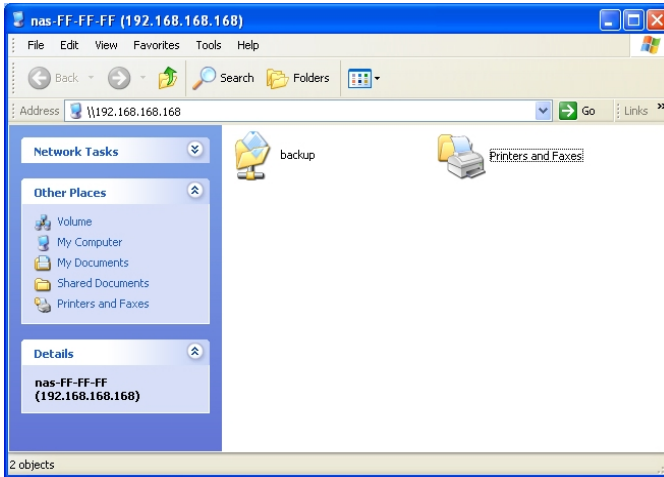 nas-FF-FF-FF (192.168.168.168)
File Edit View Favorites Tools Help
Back Search Folders
Address \\192.168.168.168 Go Links »
Network Tasks
Other Places
Volume
My Computer
My Documents
Shared Documents
Printers and Faxes
Details
nas-FF-FF-FF
(192.168.168.168)
backup
Printers and Faxes
2 objects